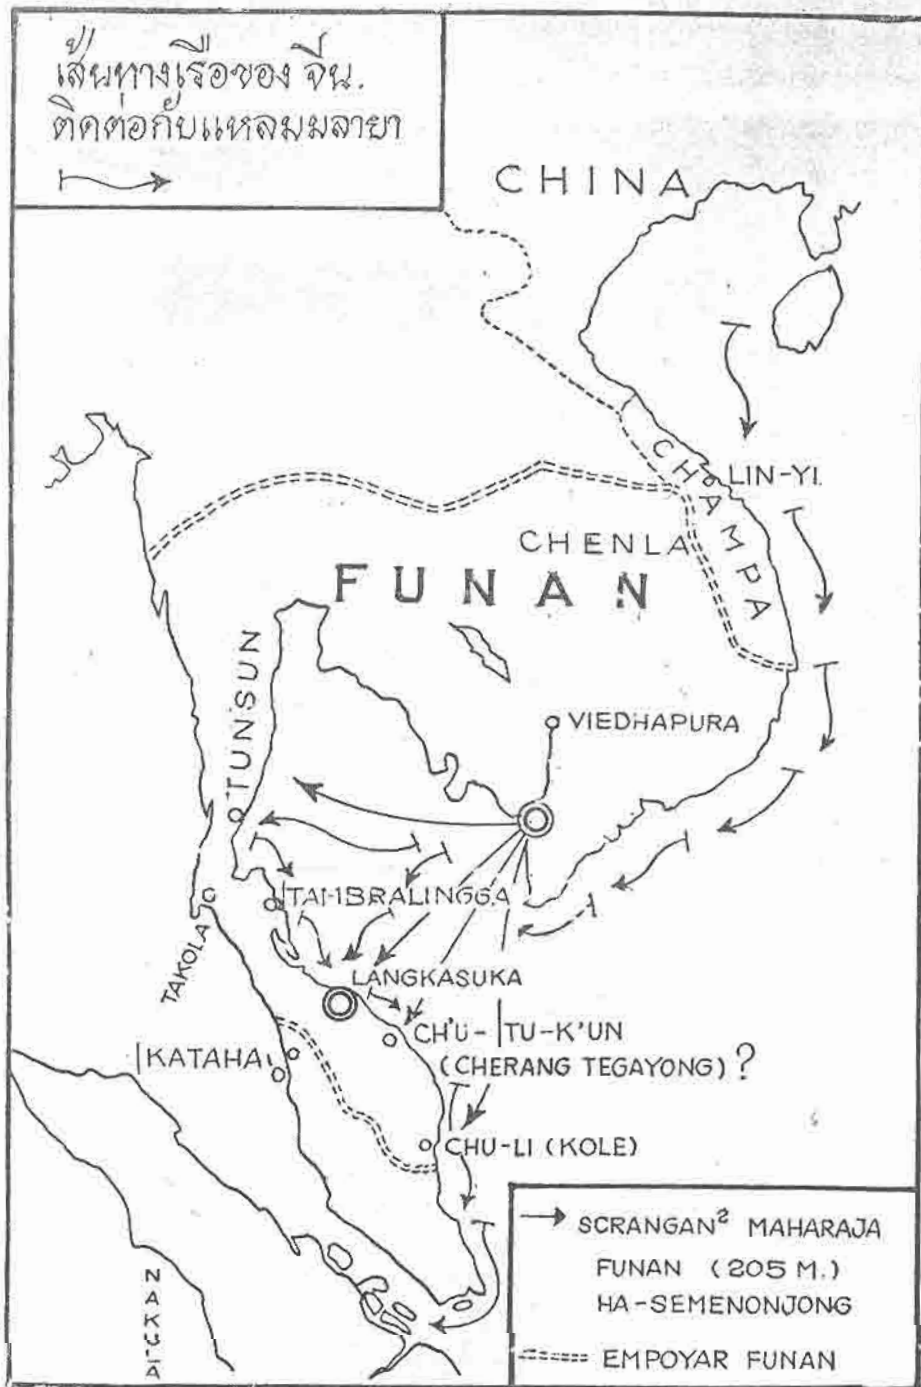 เส้นทางเรือของ จีน.
ติดต่อกับแหลมมลายา
CHINA
LIN-YI.
CHAMPA
CHENLA
FUNAN
TUNSUN
VIEDHAPURA
TAMBRALINGGA
TAKOLA
LANGKASUKA
CH'U-TU-K'UN
(CHERANG TEGAYONG) ?
KATAHA
CHU-LI (KOLE)
SCRANGAN² MAHARAJA
FUNAN (205 M.)
HA-SEMENONJONG
EMPOYAR FUNAN